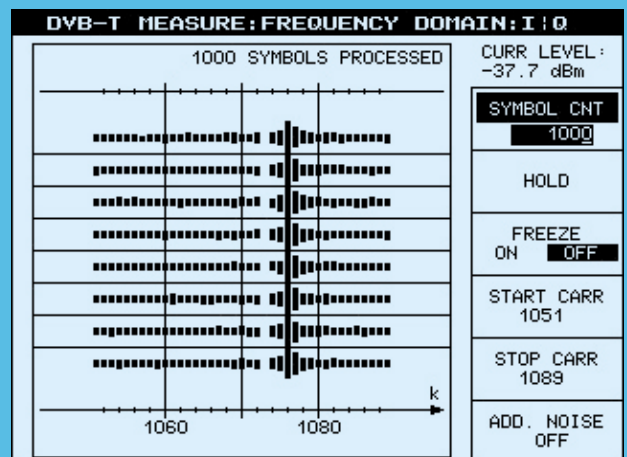 DVB-T MEASURE:FREQUENCY DOMAIN:I¦Q
1000 SYMBOLS PROCESSED
k
1060 1080
CURR LEVEL:
-37.7 dBm
SYMBOL CNT
1000
HOLD
FREEZE
ON OFF
START CARR
1051
STOP CARR
1089
ADD. NOISE
OFF